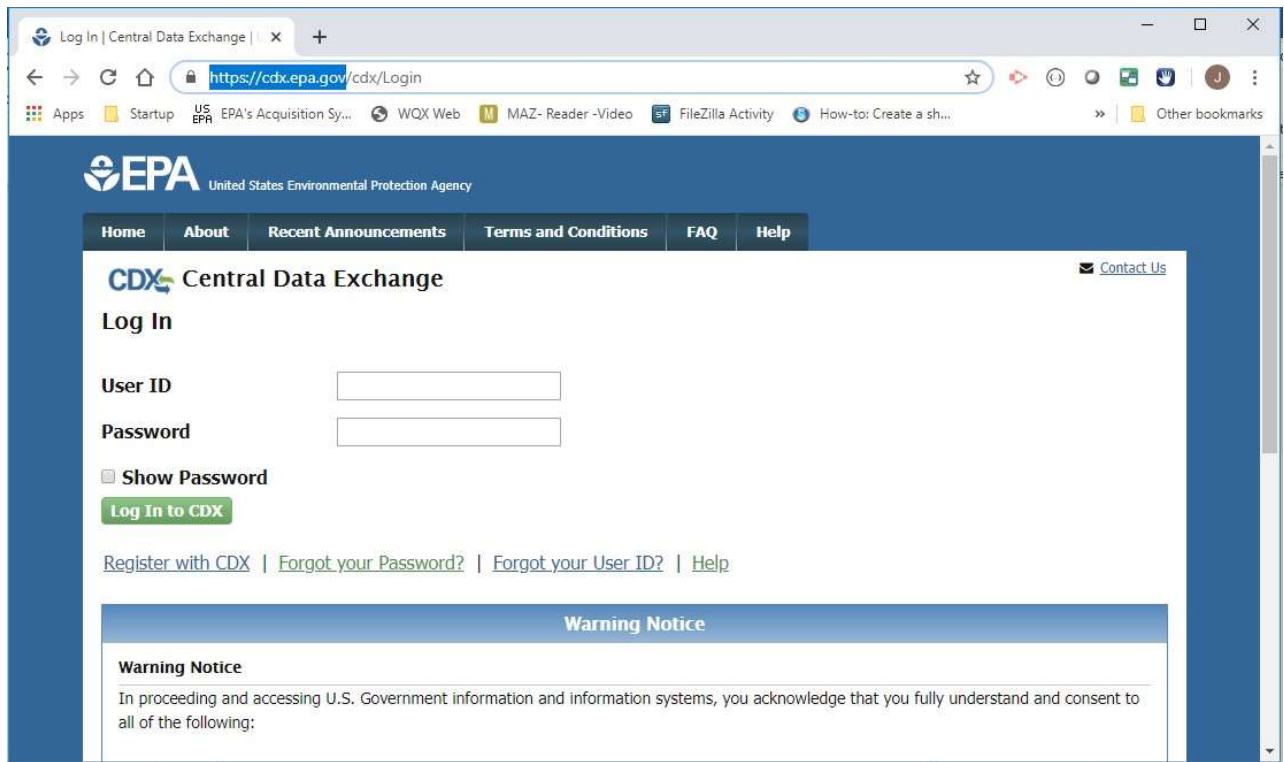 Log In | Central Data Exchange |
https://cdx.epa.gov/cdx/Login
J
Apps Startup US EPA EPA's Acquisition Sy... WQX Web M MAZ- Reader -Video sf FileZilla Activity How-to: Create a sh... » Other bookmarks
EPA United States Environmental Protection Agency
Home About Recent Announcements Terms and Conditions FAQ Help
CDX Central Data Exchange Contact Us
Log In
User ID
Password
Show Password
Log In to CDX
Register with CDX | Forgot your Password? | Forgot your User ID? | Help
Warning Notice
Warning Notice
In proceeding and accessing U.S. Government information and information systems, you acknowledge that you fully understand and consent to
all of the following: